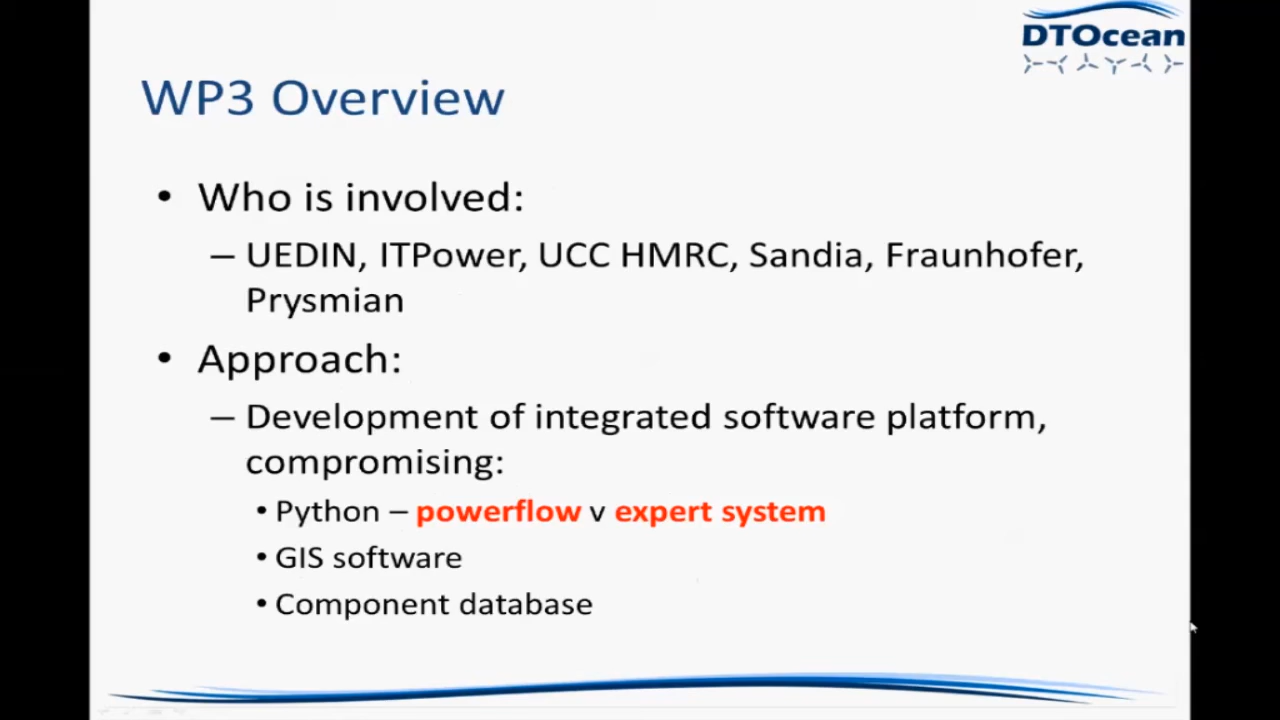 DTOcean
WP3 Overview
• Who is involved:
– UEDIN, ITPower, UCC HMRC, Sandia, Fraunhofer,
Prysmian
• Approach:
– Development of integrated software platform,
compromising:
• Python – powerflow v expert system
• GIS software
• Component database